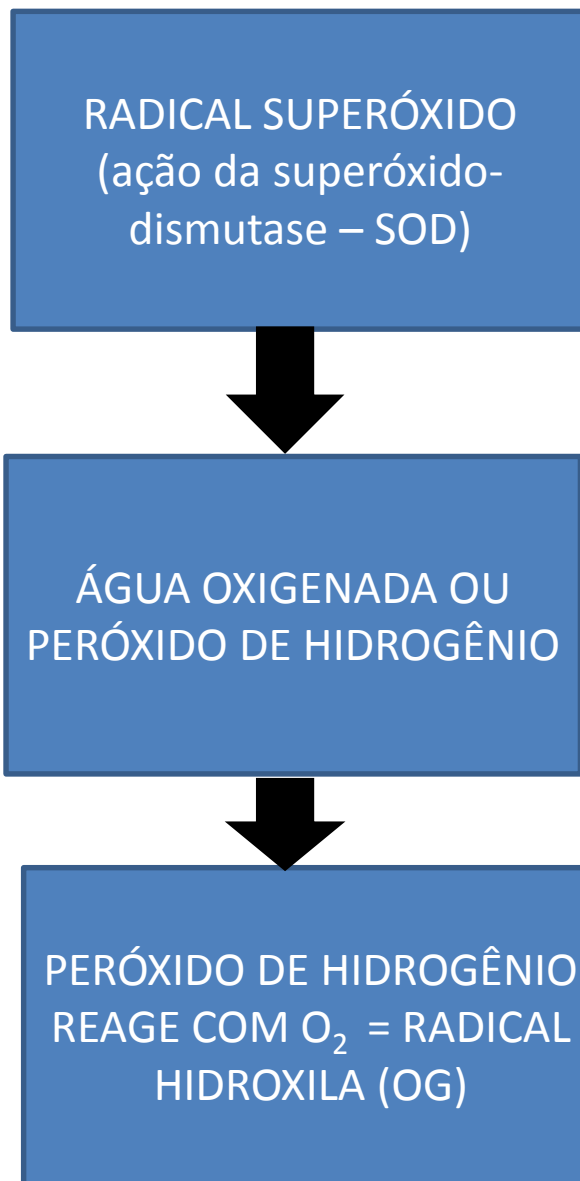 RADICAL SUPERÓXIDO
(ação da superóxido-
dismutase – SOD)
ÁGUA OXIGENADA OU
PERÓXIDO DE HIDROGÊNIO
PERÓXIDO DE HIDROGÊNIO
REAGE COM O₂ = RADICAL
HIDROXILA (OG)